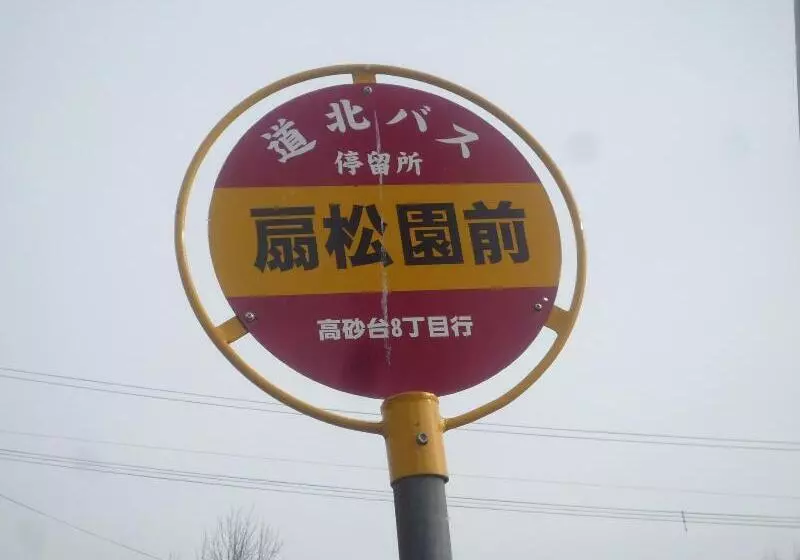 道北バス
停留所
扇松園前
高砂台8丁目行